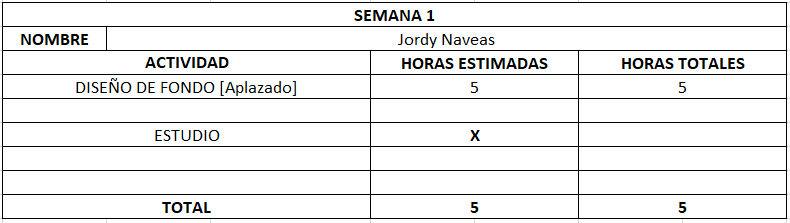 SEMANA 1
NOMBRE Jordy Naveas
ACTIVIDAD HORAS ESTIMADAS HORAS TOTALES
DISEÑO DE FONDO [Aplazado] 5 5
ESTUDIO X
TOTAL 5 5